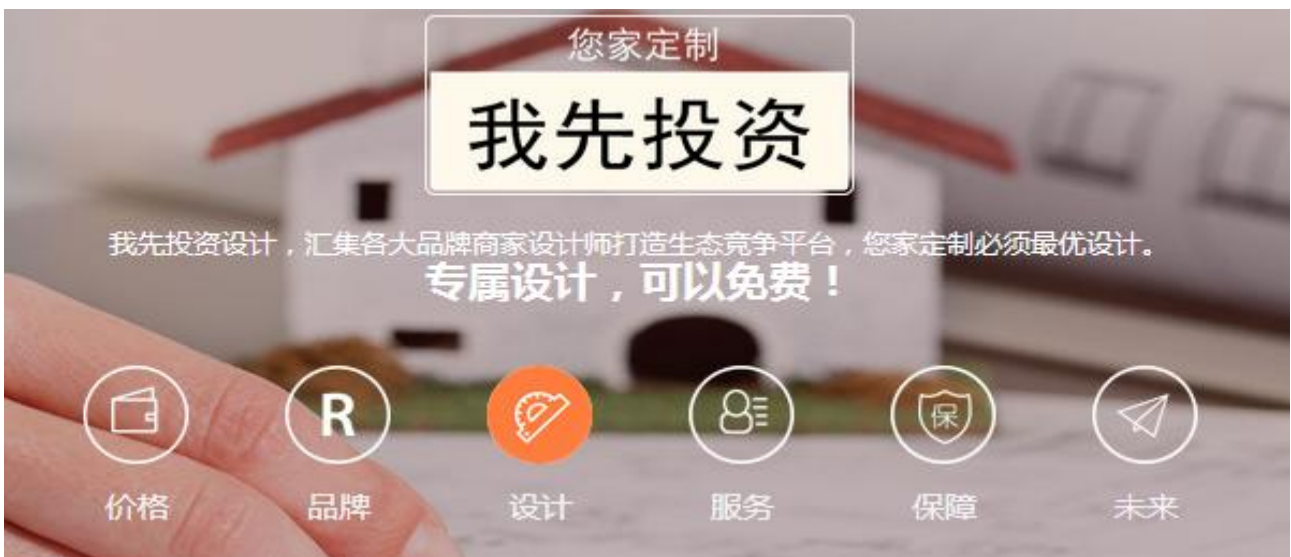 您家定制
我先投资
我先投资设计，汇集各大品牌商家设计师打造生态竞争平台，您家定制必须最优设计。
专属设计，可以免费！
R
保
价格 品牌 设计 服务 保障 未来